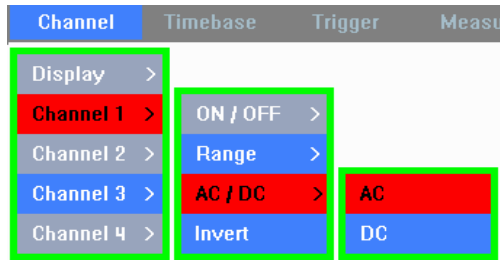 Channel Timebase Trigger Measu
Display >
Channel 1 >
Channel 2 >
Channel 3 >
Channel 4 >
ON / OFF >
Range >
AC / DC >
Invert
AC
DC